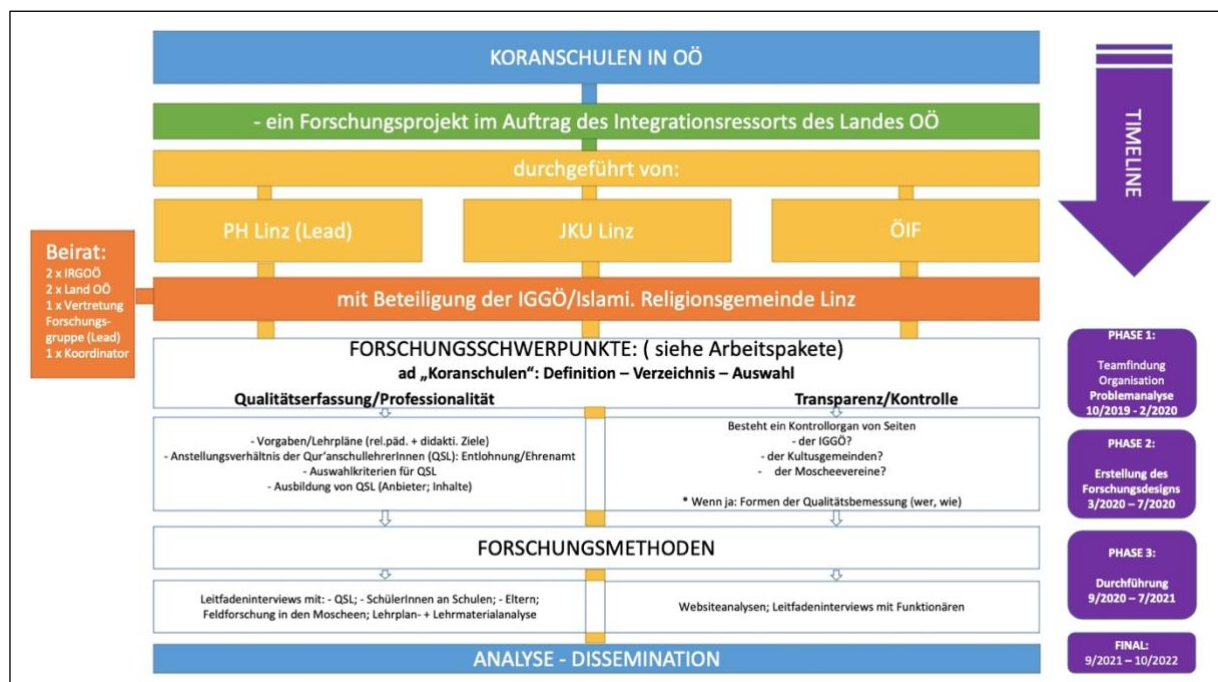 KORANSCHULEN IN OÖ
- ein Forschungsprojekt im Auftrag des Integrationsressorts des Landes OÖ
durchgeführt von:
PH Linz (Lead)
JKU Linz
ÖIF
Beirat:
2 x IRGOÖ
2 x Land OÖ
1 x Vertretung
Forschungs-
gruppe (Lead)
1 x Koordinator
mit Beteiligung der IGGÖ/Islami. Religionsgemeinde Linz
FORSCHUNGSSCHWERPUNKTE: ( siehe Arbeitspakete)
ad „Koranschulen“: Definition – Verzeichnis – Auswahl
Qualitätserfassung/Professionalität
- Vorgaben/Lehrpläne (rel.päd. + didakti. Ziele)
- Anstellungsverhältnis der Qur'anschullehrerInnen (QSL): Entlohnung/Ehrenamt
- Auswahlkriterien für QSL
- Ausbildung von QSL (Anbieter; Inhalte)
Transparenz/Kontrolle
Besteht ein Kontrollorgan von Seiten
- der IGGÖ?
- der Kultusgemeinden?
- der Moscheevereine?
* Wenn ja: Formen der Qualitätsbemessung (wer, wie)
FORSCHUNGSMETHODEN
Leitfadeninterviews mit: - QSL; - SchülerInnen an Schulen; - Eltern;
Feldforschung in den Moscheen; Lehrplan- + Lehrmaterialanalyse
Websiteanalysen; Leitfadeninterviews mit Funktionären
ANALYSE - DISSEMINATION
TIMELINE
PHASE 1:
Teamfindung
Organisation
Problemanalyse
10/2019 - 2/2020
PHASE 2:
Erstellung des
Forschungsdesigns
3/2020 – 7/2020
PHASE 3:
Durchführung
9/2020 – 7/2021
FINAL:
9/2021 – 10/2022